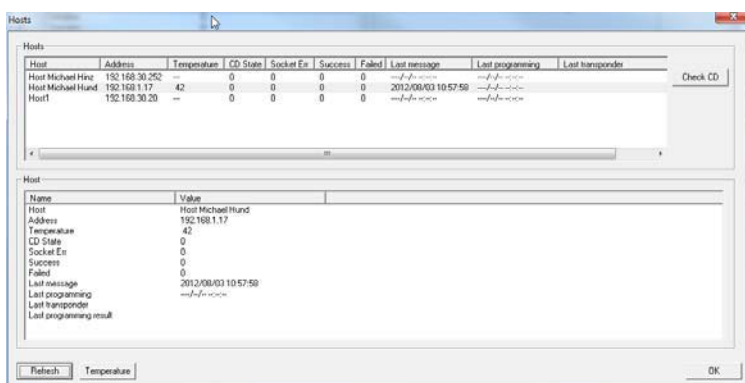 Hosts
Hosts
Host Address Temperature CD State Socket Err Success Failed Last message Last programming Last transponder
Host Michael Hinz 192.168.30.252 --- 0 0 0 0 ---/--/-- --:--:-- ---/--/-- --:--:--
Host Michael Hund 192.168.1.17 42 0 0 0 0 2012/08/03 10:57:58 ---/--/-- --:--:--
Host1 192.168.30.20 --- 0 0 0 0 ---/--/-- --:--:-- ---/--/-- --:--:--
Check CD
Host
Name Value
Host Host Michael Hund
Address 192.168.1.17
Temperature 42
CD State 0
Socket Err 0
Success 0
Failed 0
Last message 2012/08/03 10:57:58
Last programming ---/--/-- --:--:--
Last transponder
Last programming result
Refresh Temperature OK